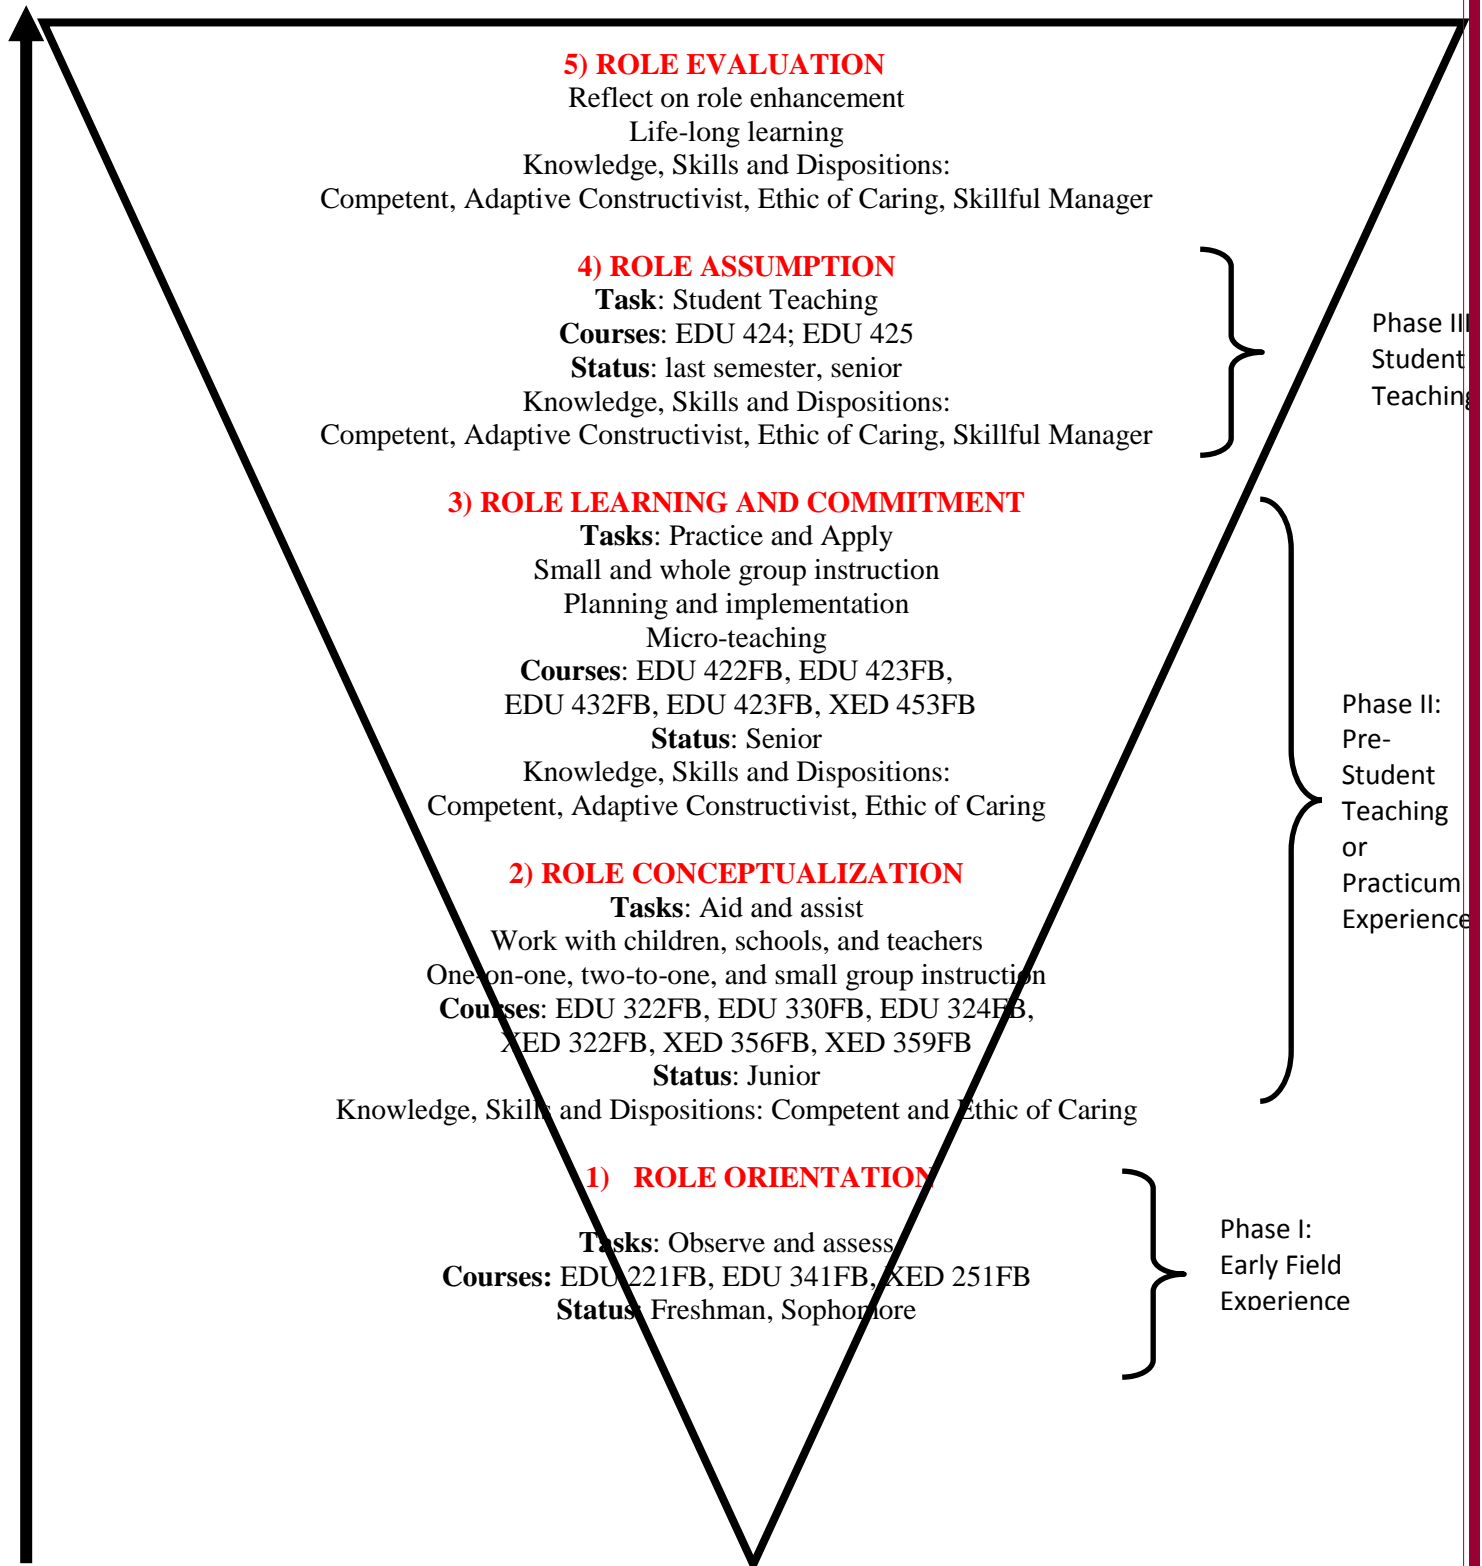 5) ROLE EVALUATION
Reflect on role enhancement
Life-long learning
Knowledge, Skills and Dispositions:
Competent, Adaptive Constructivist, Ethic of Caring, Skillful Manager
4) ROLE ASSUMPTION
Task: Student Teaching
Courses: EDU 424; EDU 425
Status: last semester, senior
Knowledge, Skills and Dispositions:
Competent, Adaptive Constructivist, Ethic of Caring, Skillful Manager
Phase III
Student
Teaching
3) ROLE LEARNING AND COMMITMENT
Tasks: Practice and Apply
Small and whole group instruction
Planning and implementation
Micro-teaching
Courses: EDU 422FB, EDU 423FB,
EDU 432FB, EDU 423FB, XED 453FB
Status: Senior
Knowledge, Skills and Dispositions:
Competent, Adaptive Constructivist, Ethic of Caring
2) ROLE CONCEPTUALIZATION
Tasks: Aid and assist
Work with children, schools, and teachers
One-on-one, two-to-one, and small group instruction
Courses: EDU 322FB, EDU 330FB, EDU 324FB,
XED 322FB, XED 356FB, XED 359FB
Status: Junior
Knowledge, Skills and Dispositions: Competent and Ethic of Caring
Phase II:
Pre-
Student
Teaching
or
Practicum
Experience
1) ROLE ORIENTATION
Tasks: Observe and assess
Courses: EDU 221FB, EDU 341FB, XED 251FB
Status: Freshman, Sophomore
Phase I:
Early Field
Experience